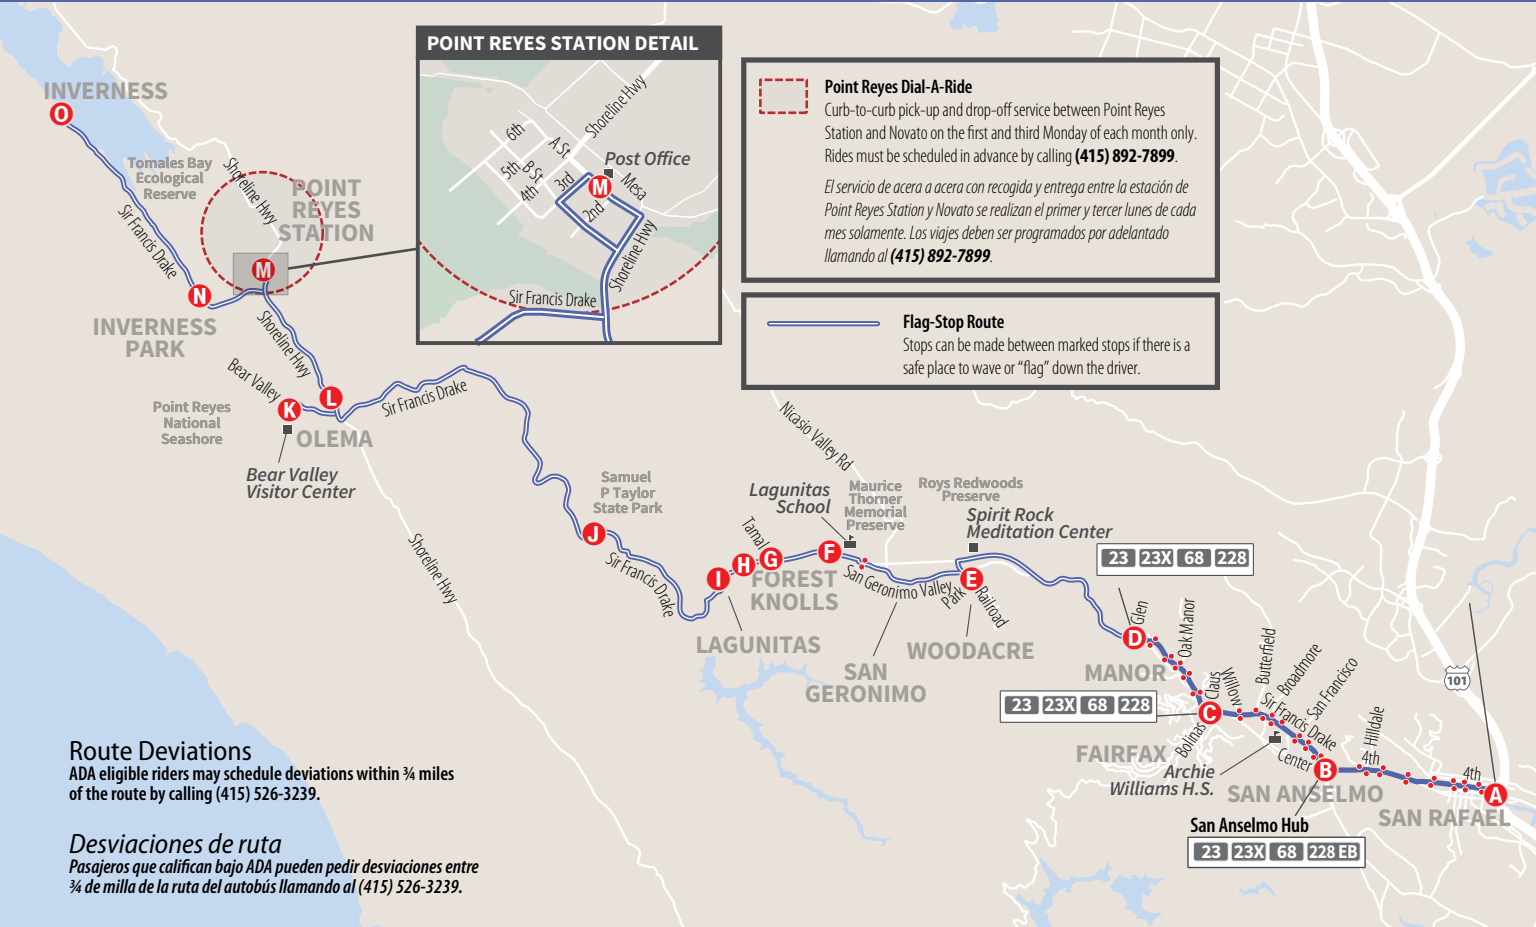 POINT REYES STATION DETAIL
Shoreline Hwy
6th
A St
5th
B St
4th
3rd
Post Office
M
Mesa
2nd
Shoreline Hwy
Sir Francis Drake
Point Reyes Dial-A-Ride
Curb-to-curb pick-up and drop-off service between Point Reyes
Station and Novato on the first and third Monday of each month only.
Rides must be scheduled in advance by calling (415) 892-7899.
El servicio de acera a acera con recogida y entrega entre la estación de
Point Reyes Station y Novato se realizan el primer y tercer lunes de cada
mes solamente. Los viajes deben ser programados por adelantado
llamando al (415) 892-7899.
Flag-Stop Route
Stops can be made between marked stops if there is a
safe place to wave or “flag” down the driver.
INVERNESS
O
Tomales Bay
Ecological
Reserve
Shoreline Hwy
POINT
REYES
STATION
Sir Francis Drake
M
N
INVERNESS
PARK
Shoreline Hwy
Bear Valley
L
K
Sir Francis Drake
Point Reyes
National
Seashore
OLEMA
Bear Valley
Visitor Center
Shoreline Hwy
Samuel
P Taylor
State Park
J
Sir Francis Drake
Nicasio Valley Rd
Lagunitas
School
Maurice
Thorner
Memorial
Preserve
Roys Redwoods
Preserve
Spirit Rock
Meditation Center
Tamal
I
H
G
F
FOREST
KNOLLS
LAGUNITAS
San Geronimo Valley
E
Park
Railroad
WOODACRE
SAN
GERONIMO
23 23X 68 228
Glen
D
Oak Manor
MANOR
23 23X 68 228
Claus
C
Willow
Butterfield
Broadmore
San Francisco
Sir Francis Drake
Bolinas
FAIRFAX
Center
Archie
Williams H.S.
B
4th
Hilldale
4th
A
101
SAN ANSELMO
SAN RAFAEL
San Anselmo Hub
23 23X 68 228 EB
Route Deviations
ADA eligible riders may schedule deviations within ¾ miles
of the route by calling (415) 526-3239.
Desviaciones de ruta
Pasajeros que califican bajo ADA pueden pedir desviaciones entre
¾ de milla de la ruta del autobús llamando al (415) 526-3239.